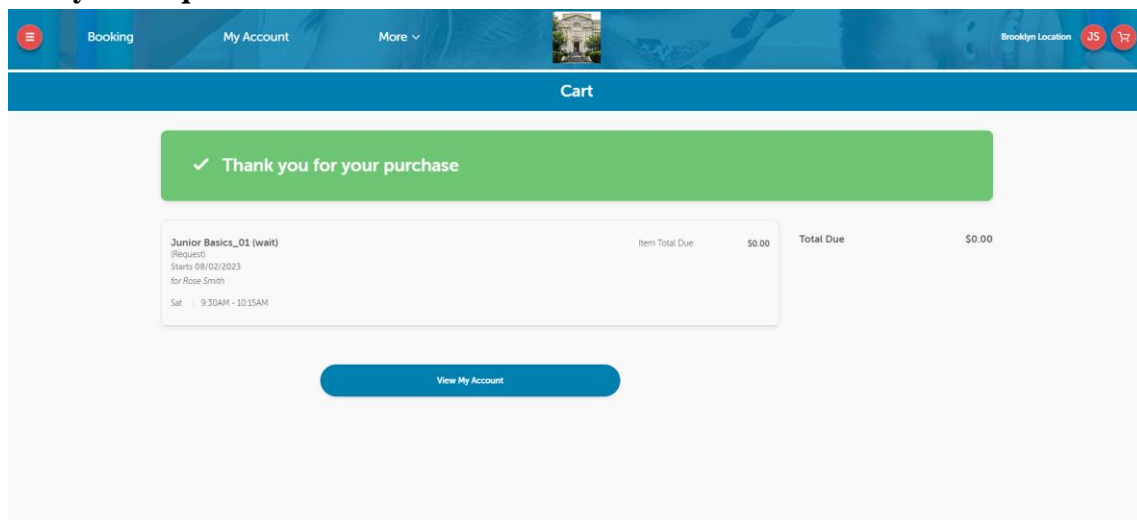 Booking
My Account
More
Brooklyn Location
JS
Cart
Thank you for your purchase
Junior Basics_01 (wait)
(Request)
Starts 08/02/2023
for Rose Smith
Sat 9:30AM - 10:15AM
Item Total Due $0.00
Total Due $0.00
View My Account